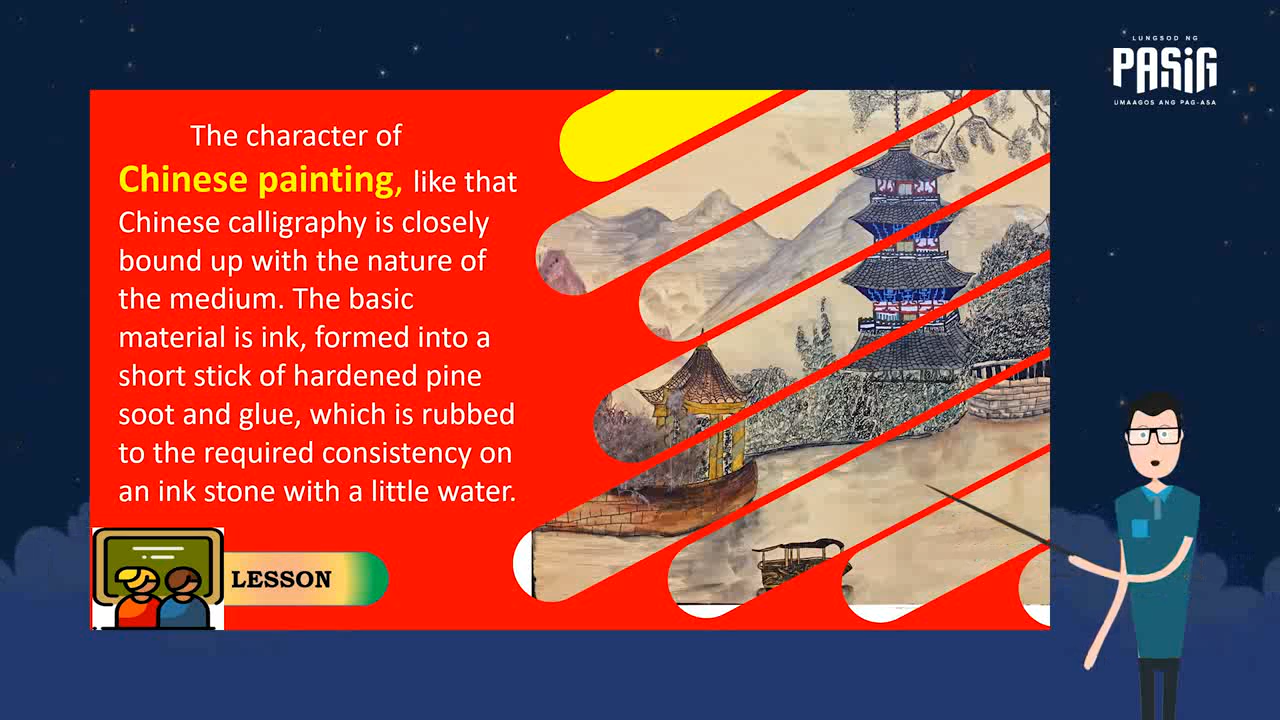 LUNGSOD NG
PASiG
UMAAGOS ANG PAG-ASA
The character of
Chinese painting, like that
Chinese calligraphy is closely
bound up with the nature of
the medium. The basic
material is ink, formed into a
short stick of hardened pine
soot and glue, which is rubbed
to the required consistency on
an ink stone with a little water.
LESSON